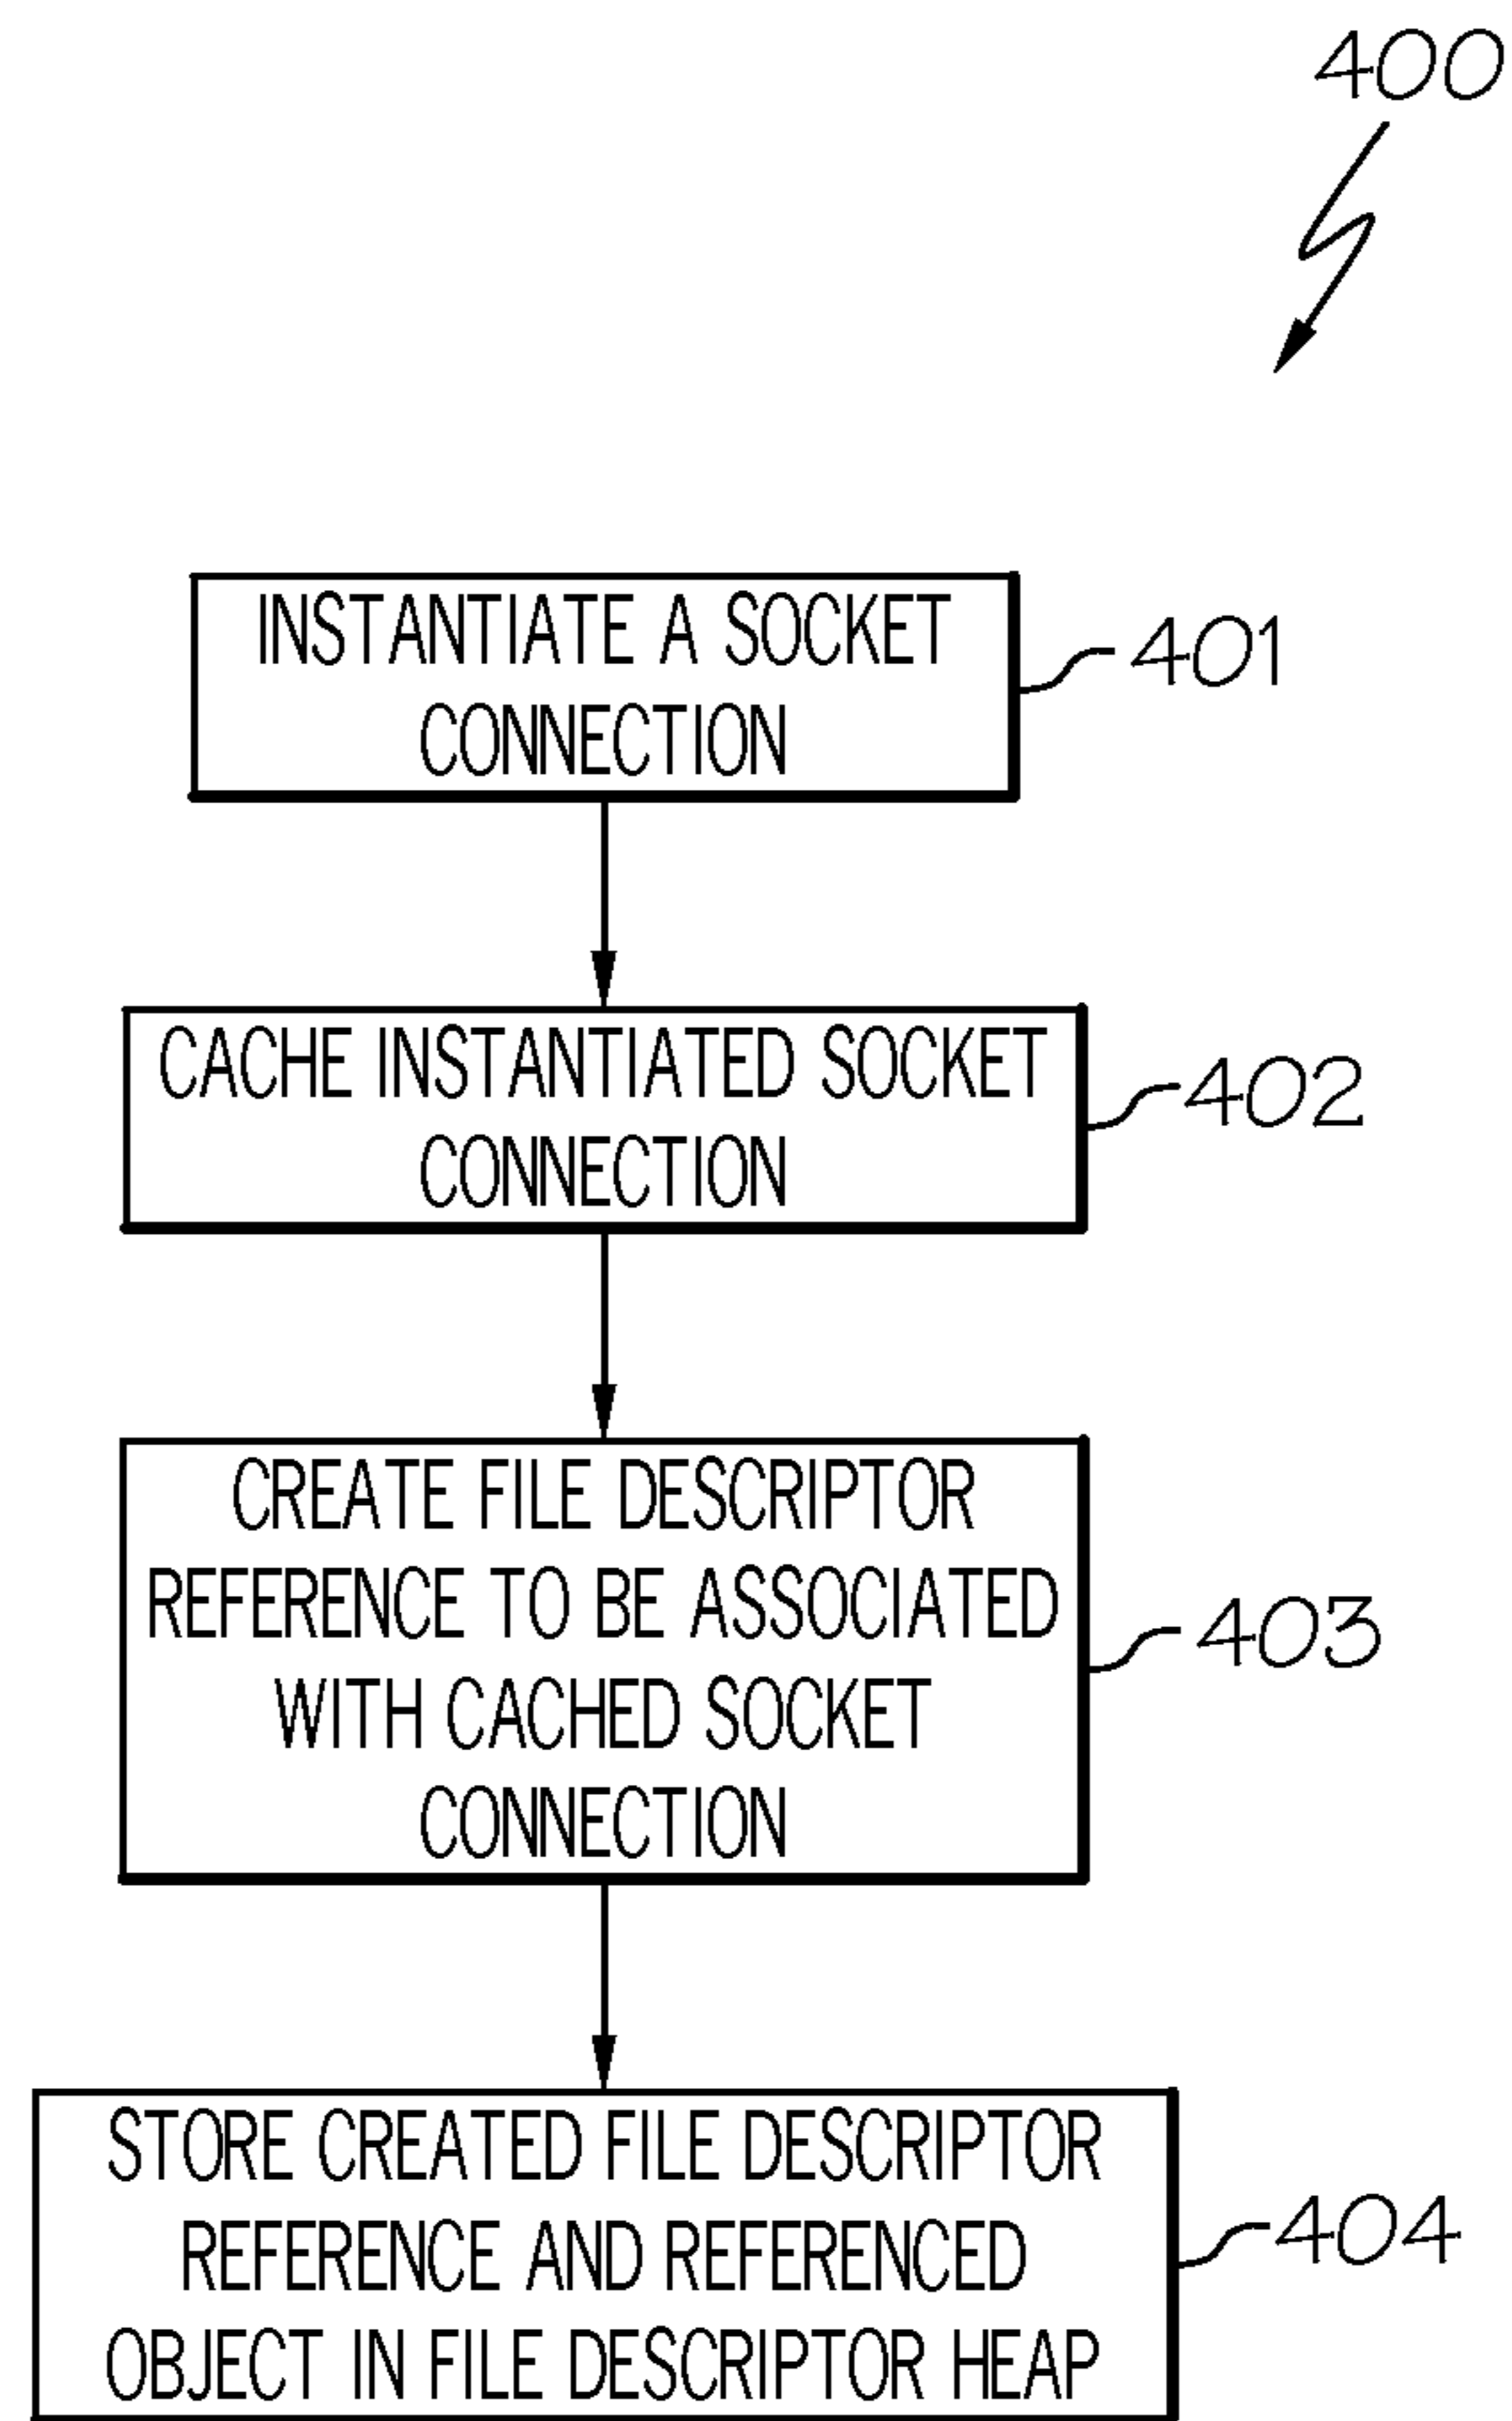 400
INSTANTIATE A SOCKET
CONNECTION
401
CACHE INSTANTIATED SOCKET
CONNECTION
402
CREATE FILE DESCRIPTOR
REFERENCE TO BE ASSOCIATED
WITH CACHED SOCKET
CONNECTION
403
STORE CREATED FILE DESCRIPTOR
REFERENCE AND REFERENCED
OBJECT IN FILE DESCRIPTOR HEAP
404